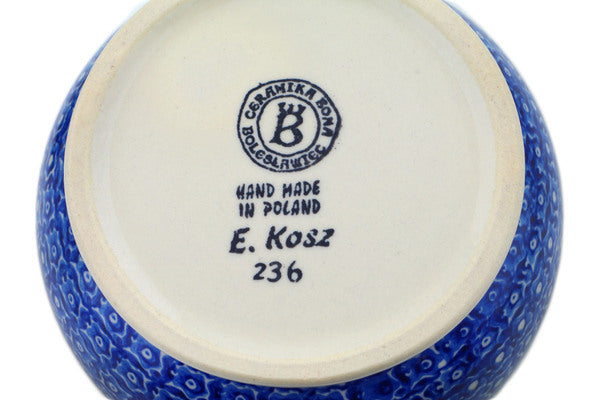 CERAMIKA BONA
BOLESŁAWIEC
B
HAND MADE
IN POLAND
E. Kosz
236